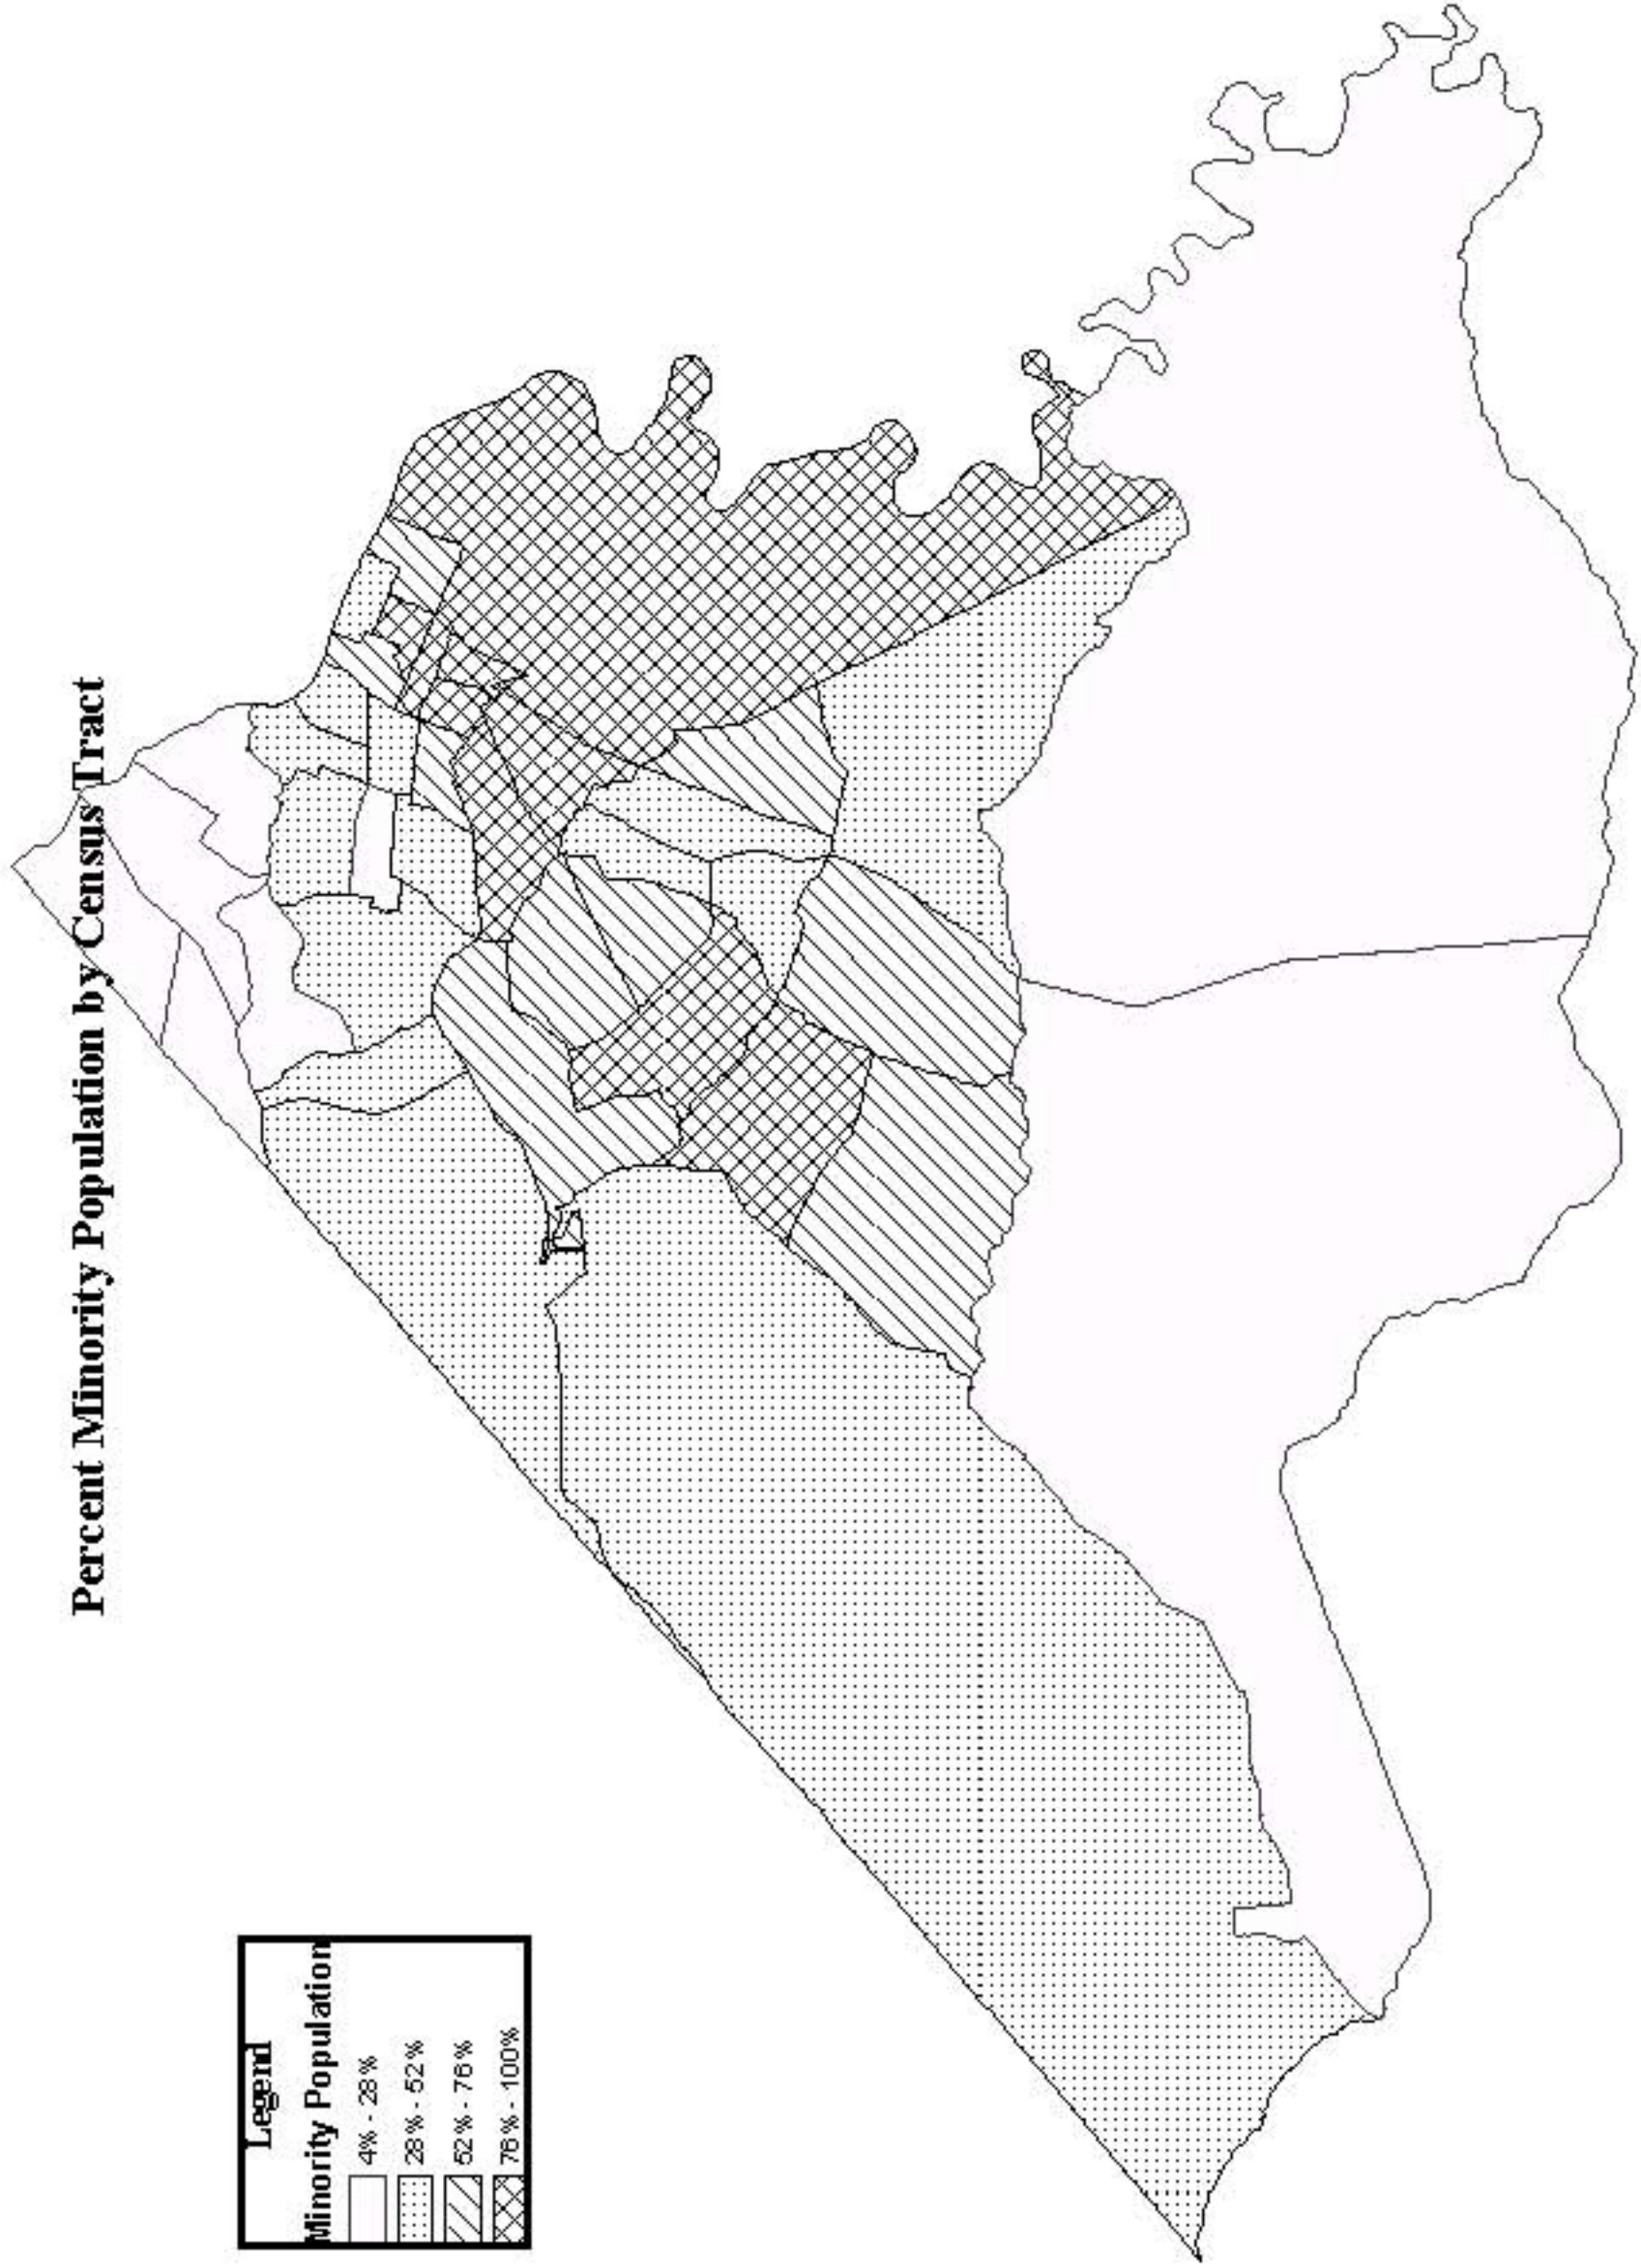 Percent Minority Population by Census Tract
Legend
Minority Population
4% - 28%
28% - 52%
52% - 76%
76% - 100%